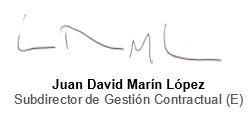 Juan David Marín López
Subdirector de Gestión Contractual (E)